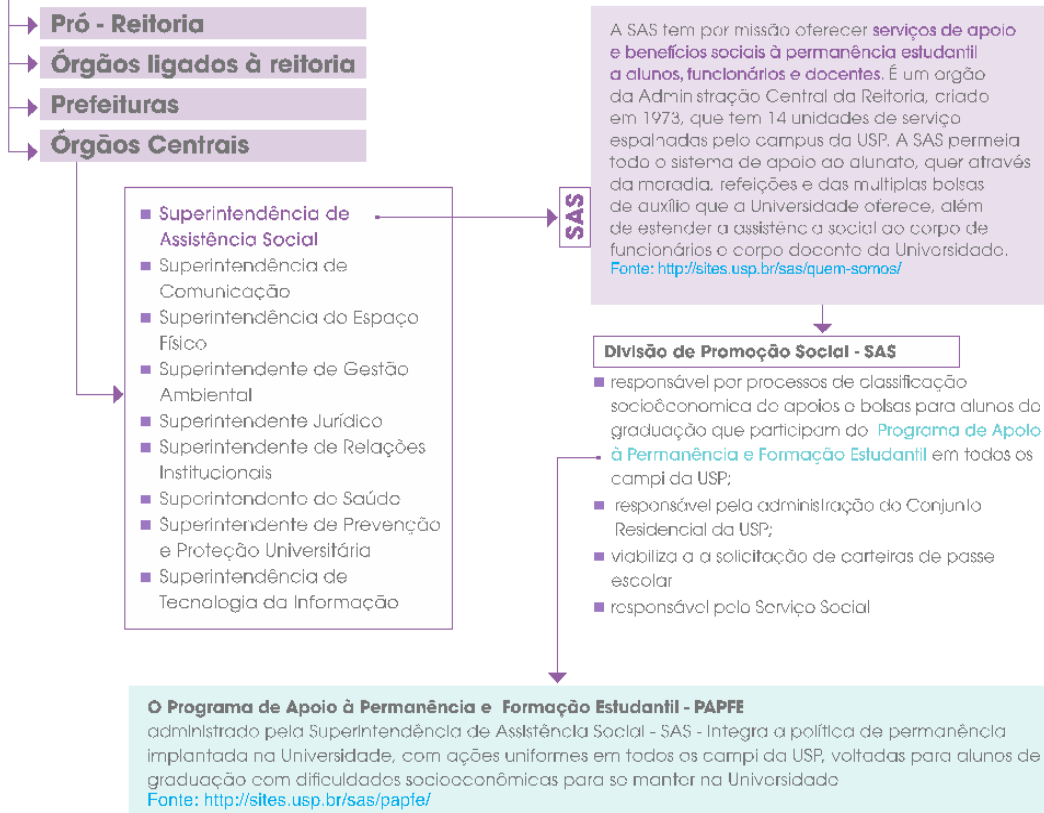 Pró - Reitoria
Órgãos ligados à reitoria
Prefeituras
Órgãos Centrais
Superintendência de
Assistência Social
Superintendência de
Comunicação
Superintendência do Espaço
Físico
Superintendente de Gestão
Ambiental
Superintendente Jurídico
Superintendente de Relações
Institucionais
Superintendente de Saúde
Superintendente de Prevenção
e Proteção Universitária
Superintendência de
Tecnologia da Informação
SAS
A SAS tem por missão oferecer serviços de apoio
e benefícios sociais à permanência estudantil
a alunos, funcionários e docentes. É um orgão
da Administração Central da Reitoria, criado
em 1973, que tem 14 unidades de serviço
espalhadas pelo campus da USP. A SAS permeia
todo o sistema de apoio ao alunato, quer através
da moradia, refeições e das multiplas bolsas
de auxílio que a Universidade oferece, além
de estender a assistência social ao corpo de
funcionários e corpo docente da Universidade.
Fonte: http://sites.usp.br/sas/quem-somos/
Divisão de Promoção Social - SAS
responsável por processos de classificação
socioêconomica de apoios e bolsas para alunos de
graduação que participam do Programa de Apoio
à Permanência e Formação Estudantil em todos os
campi da USP;
responsável pela administração do Conjunto
Residencial da USP;
viabiliza a a solicitação de carteiras de passe
escolar
responsável pelo Serviço Social
O Programa de Apoio à Permanência e Formação Estudantil - PAPFE
administrado pela Superintendência de Assistência Social - SAS - Integra a política de permanência
implantada na Universidade, com ações uniformes em todos os campi da USP, voltadas para alunos de
graduação com dificuldades socioeconômicas para se manter na Universidade
Fonte: http://sites.usp.br/sas/papfe/